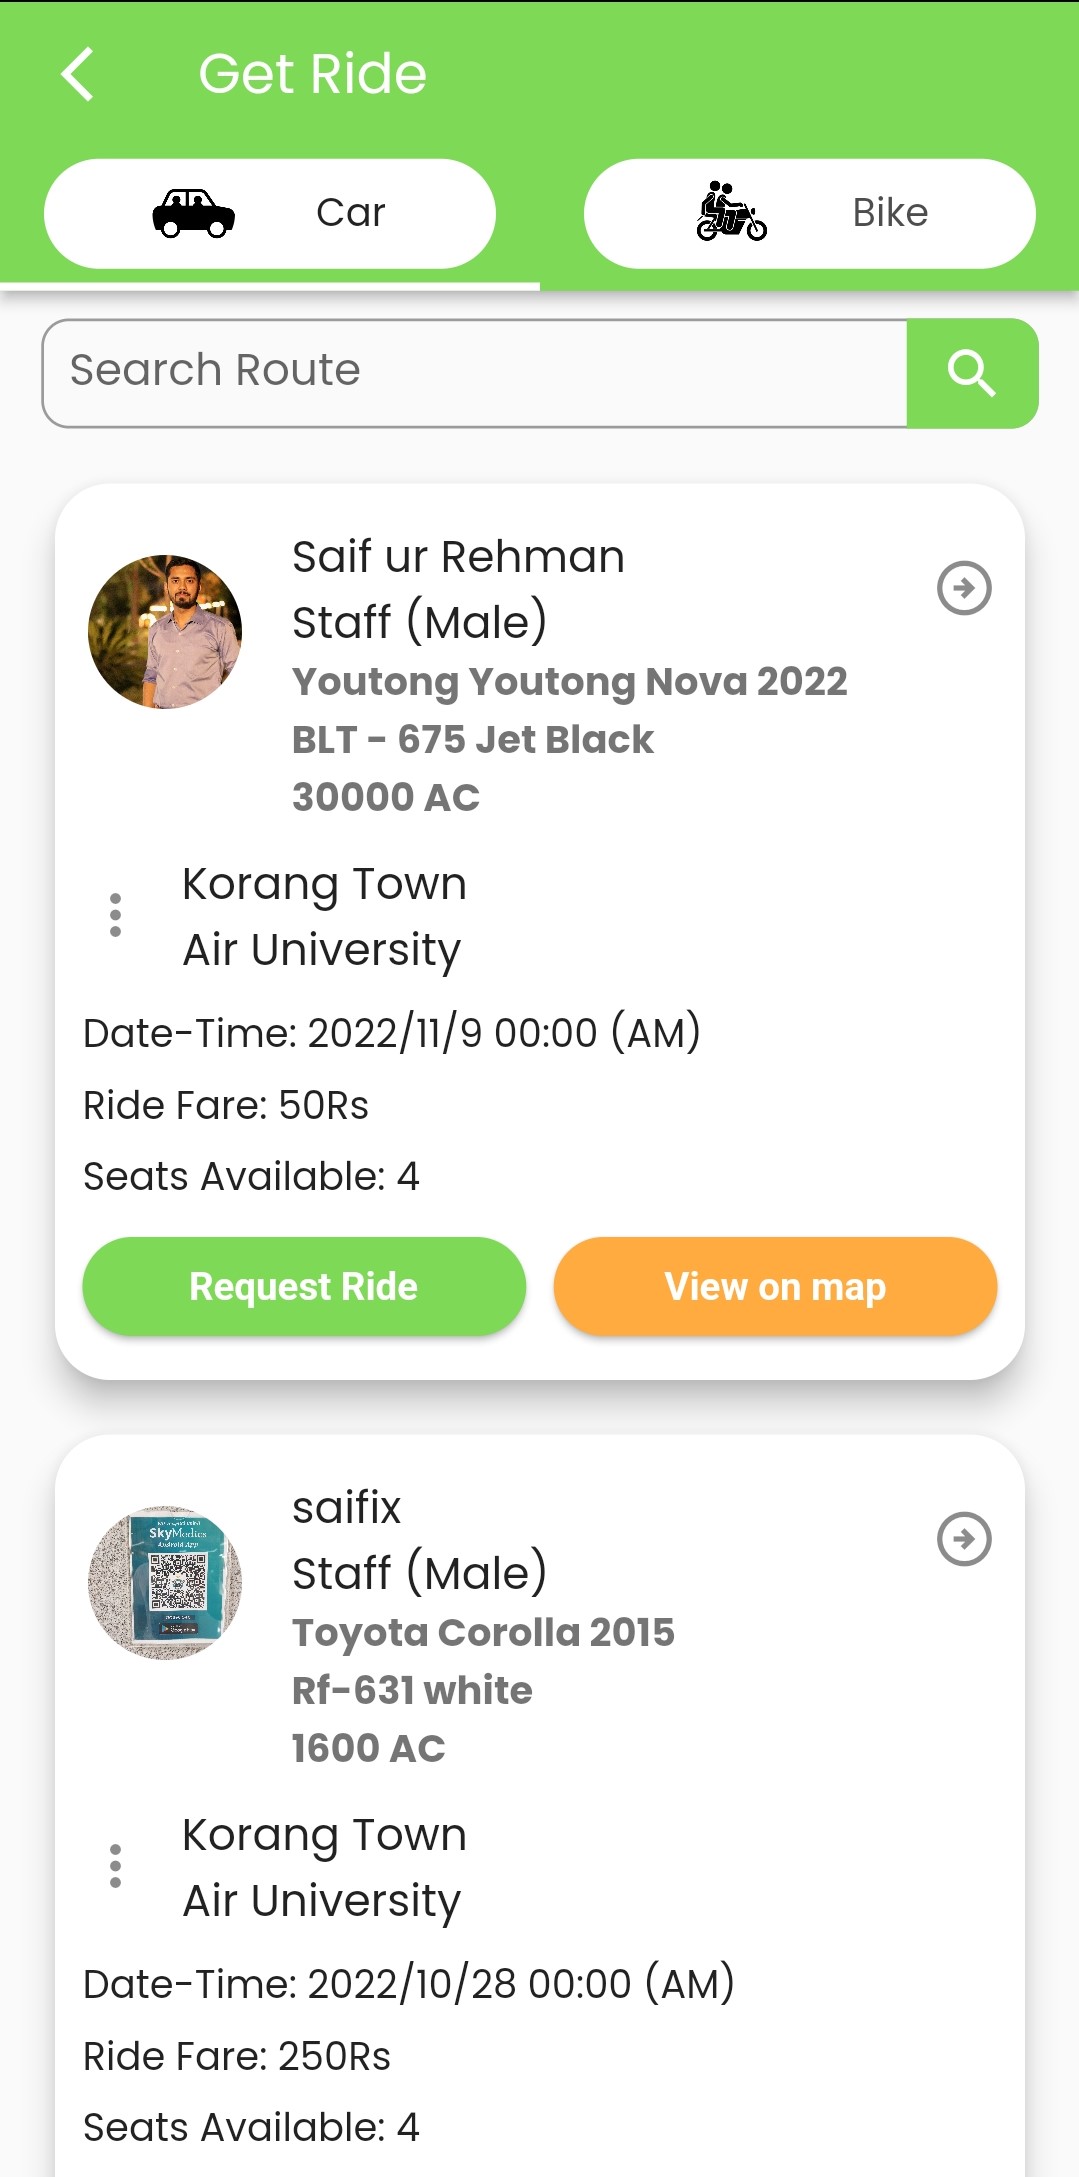 Get Ride
Car
Bike
Search Route
Saif ur Rehman
Staff (Male)
Youtong Youtong Nova 2022
BLT - 675 Jet Black
30000 AC
Korang Town
Air University
Date-Time: 2022/11/9 00:00 (AM)
Ride Fare: 50Rs
Seats Available: 4
Request Ride
View on map
saifix
SkyMedics
Android App
Staff (Male)
Toyota Corolla 2015
Rf-631 white
1600 AC
Korang Town
Air University
Date-Time: 2022/10/28 00:00 (AM)
Ride Fare: 250Rs
Seats Available: 4